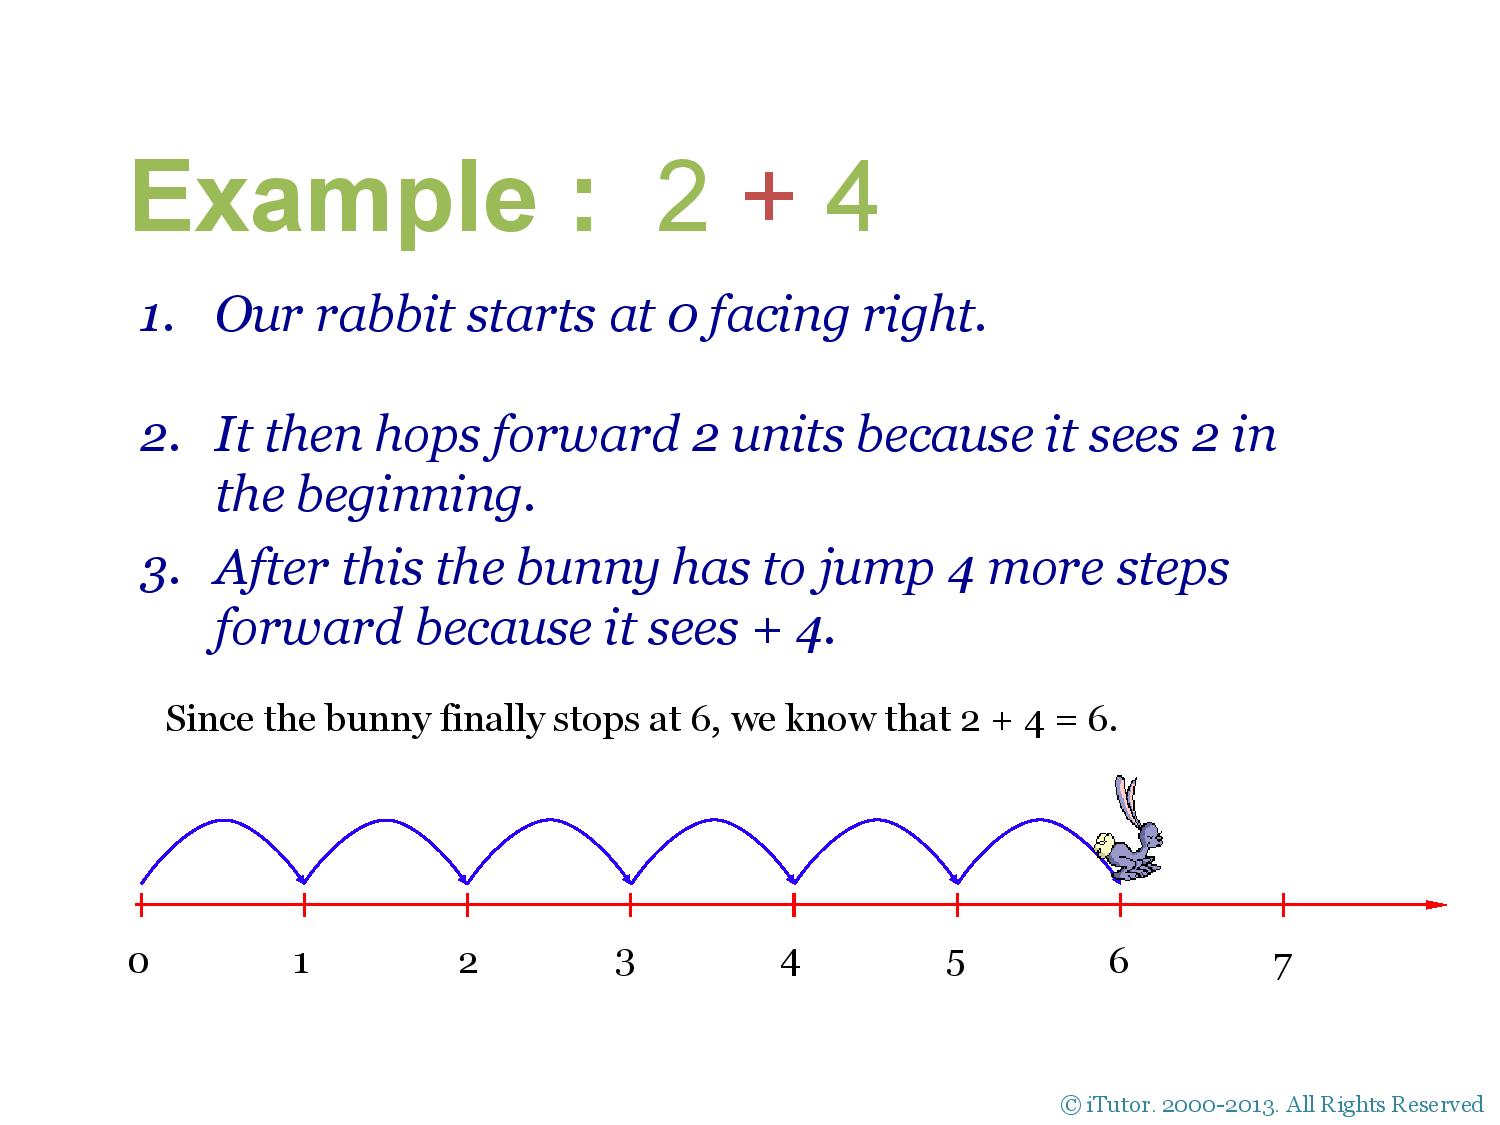 Example : 2 + 4
1. Our rabbit starts at 0 facing right.
2. It then hops forward 2 units because it sees 2 in
the beginning.
3. After this the bunny has to jump 4 more steps
forward because it sees + 4.
Since the bunny finally stops at 6, we know that 2 + 4 = 6.
0 1 2 3 4 5 6 7
© iTutor. 2000-2013. All Rights Reserved